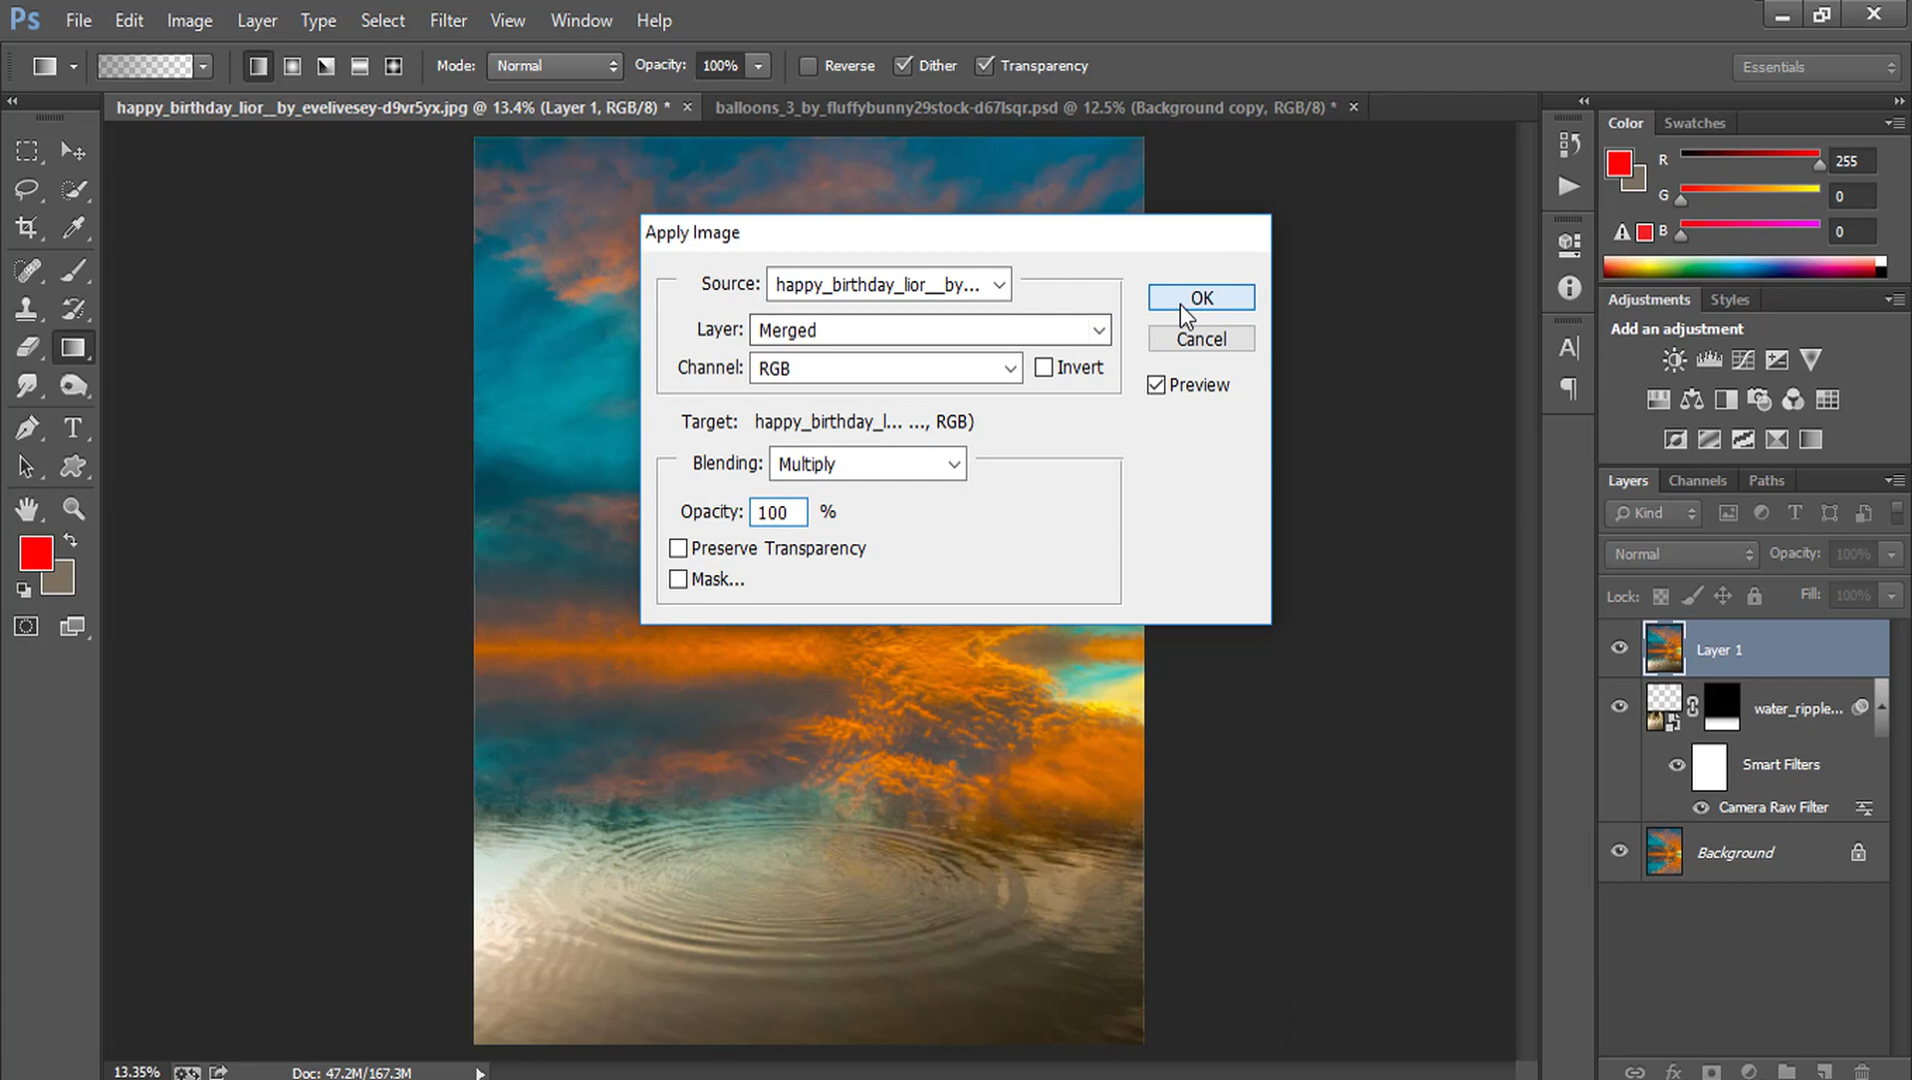 Ps File Edit Image Layer Type Select Filter View Window Help
Mode: Normal Opacity: 100% Reverse Dither Transparency Essentials
happy_birthday_lior__by_evelivesey-d9vr5yx.jpg @ 13.4% (Layer 1, RGB/8) * × balloons_3_by_fluffybunny29stock-d67lsqr.psd @ 12.5% (Background copy, RGB/8) * ×
Color Swatches
R 255
G 0
B 0
Adjustments Styles
Add an adjustment
Apply Image
Source: happy_birthday_lior__by...
Layer: Merged
Channel: RGB Invert
Target: happy_birthday_l... ..., RGB)
Blending: Multiply
Opacity: 100 %
Preserve Transparency
Mask...
OK
Cancel
Preview
T
A
Layers Channels Paths
Kind T
Normal Opacity: 100%
Lock: Fill: 100%
Layer 1
water_ripple...
Smart Filters
Camera Raw Filter
Background
fx
13.35% Doc: 47.2M/167.3M